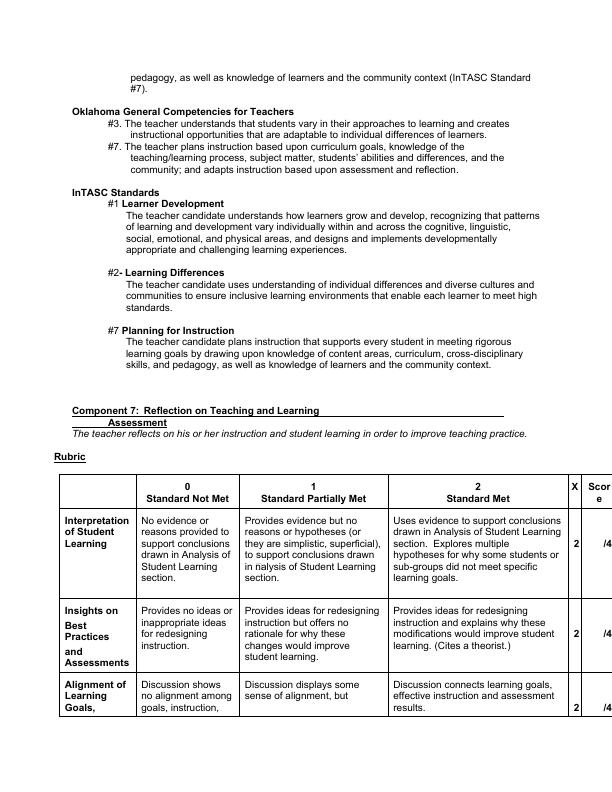 pedagogy, as well as knowledge of learners and the community context (InTASC Standard
#7).
Oklahoma General Competencies for Teachers
#3. The teacher understands that students vary in their approaches to learning and creates
instructional opportunities that are adaptable to individual differences of learners.
#7. The teacher plans instruction based upon curriculum goals, knowledge of the
teaching/learning process, subject matter, students' abilities and differences, and the
community; and adapts instruction based upon assessment and reflection.
InTASC Standards
#1 Learner Development
The teacher candidate understands how learners grow and develop, recognizing that patterns
of learning and development vary individually within and across the cognitive, linguistic,
social, emotional, and physical areas, and designs and implements developmentally
appropriate and challenging learning experiences.
#2- Learning Differences
The teacher candidate uses understanding of individual differences and diverse cultures and
communities to ensure inclusive learning environments that enable each learner to meet high
standards.
#7 Planning for Instruction
The teacher candidate plans instruction that supports every student in meeting rigorous
learning goals by drawing upon knowledge of content areas, curriculum, cross-disciplinary
skills, and pedagogy, as well as knowledge of learners and the community context.
Component 7: Reflection on Teaching and Learning
Assessment
The teacher reflects on his or her instruction and student learning in order to improve teaching practice.
Rubric
0
Standard Not Met
1
Standard Partially Met
2
Standard Met
X
Scor
e
Interpretation
of Student
Learning
No evidence or
reasons provided to
support conclusions
drawn in Analysis of
Student Learning
section.
Provides evidence but no
reasons or hypotheses (or
they are simplistic, superficial),
to support conclusions drawn
in nalysis of Student Learning
section.
Uses evidence to support conclusions
drawn in Analysis of Student Learning
section. Explores multiple
hypotheses for why some students or
sub-groups did not meet specific
learning goals.
2
/4
Insights on
Best
Practices
and
Assessments
Provides no ideas or
inappropriate ideas
for redesigning
instruction.
Provides ideas for redesigning
instruction but offers no
rationale for why these
changes would improve
student learning.
Provides ideas for redesigning
instruction and explains why these
modifications would improve student
learning. (Cites a theorist.)
2
/4
Alignment of
Learning
Goals,
Discussion shows
no alignment among
goals, instruction,
Discussion displays some
sense of alignment, but
Discussion connects learning goals,
effective instruction and assessment
results.
2
/4